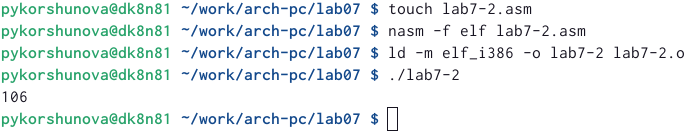 pykorshunova@dk8n81 ~/work/arch-pc/lab07 $ touch lab7-2.asm
pykorshunova@dk8n81 ~/work/arch-pc/lab07 $ nasm -f elf lab7-2.asm
pykorshunova@dk8n81 ~/work/arch-pc/lab07 $ ld -m elf_i386 -o lab7-2 lab7-2.o
pykorshunova@dk8n81 ~/work/arch-pc/lab07 $ ./lab7-2
106
pykorshunova@dk8n81 ~/work/arch-pc/lab07 $